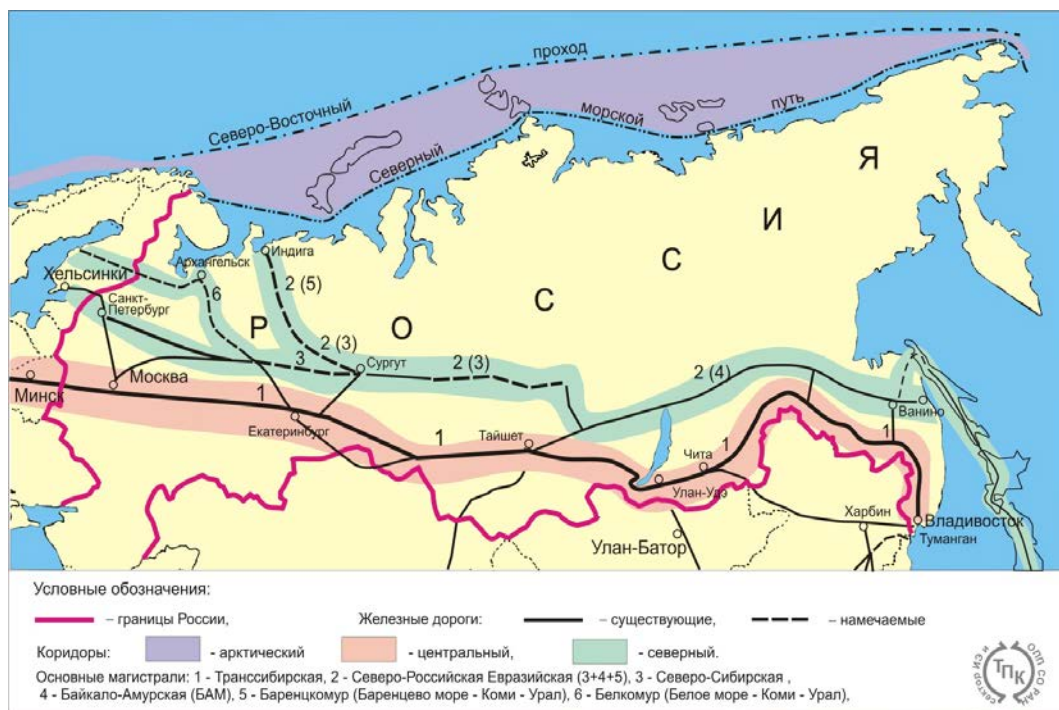 Северо-Восточный
проход
Северный
морской
путь
Р О С С И Я
Индига
Архангельск
Хельсинки
Санкт-
Петербург
2 (5)
6
2 (3)
3
Сургут
2 (3)
2 (4)
Минск
Москва
1
Екатеринбург
1
Тайшет
Чита
1
Улан-Удэ
Ванино
1
Улан-Батор
Харбин
Владивосток
Туманган
Условные обозначения:
– границы России, Железные дороги: – существующие, – намечаемые
Коридоры: - арктический - центральный, - северный.
Основные магистрали: 1 - Транссибирская, 2 – Северо-Российская Евразийская (3+4+5), 3 – Северо-Сибирская ,
4 - Байкало-Амурская (БАМ), 5 - Баренцкомур (Баренцево море - Коми - Урал), 6 - Белкомур (Белое море - Коми - Урал),
ТПК